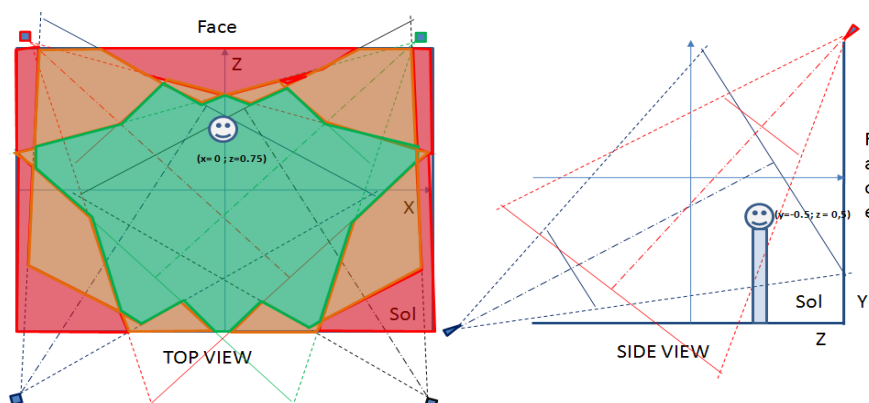 Face
Z
(x= 0 ; z=0.75)
X
Sol
TOP VIEW
(y=-0.5; z= 0,5)
Sol
Y
Z
SIDE VIEW